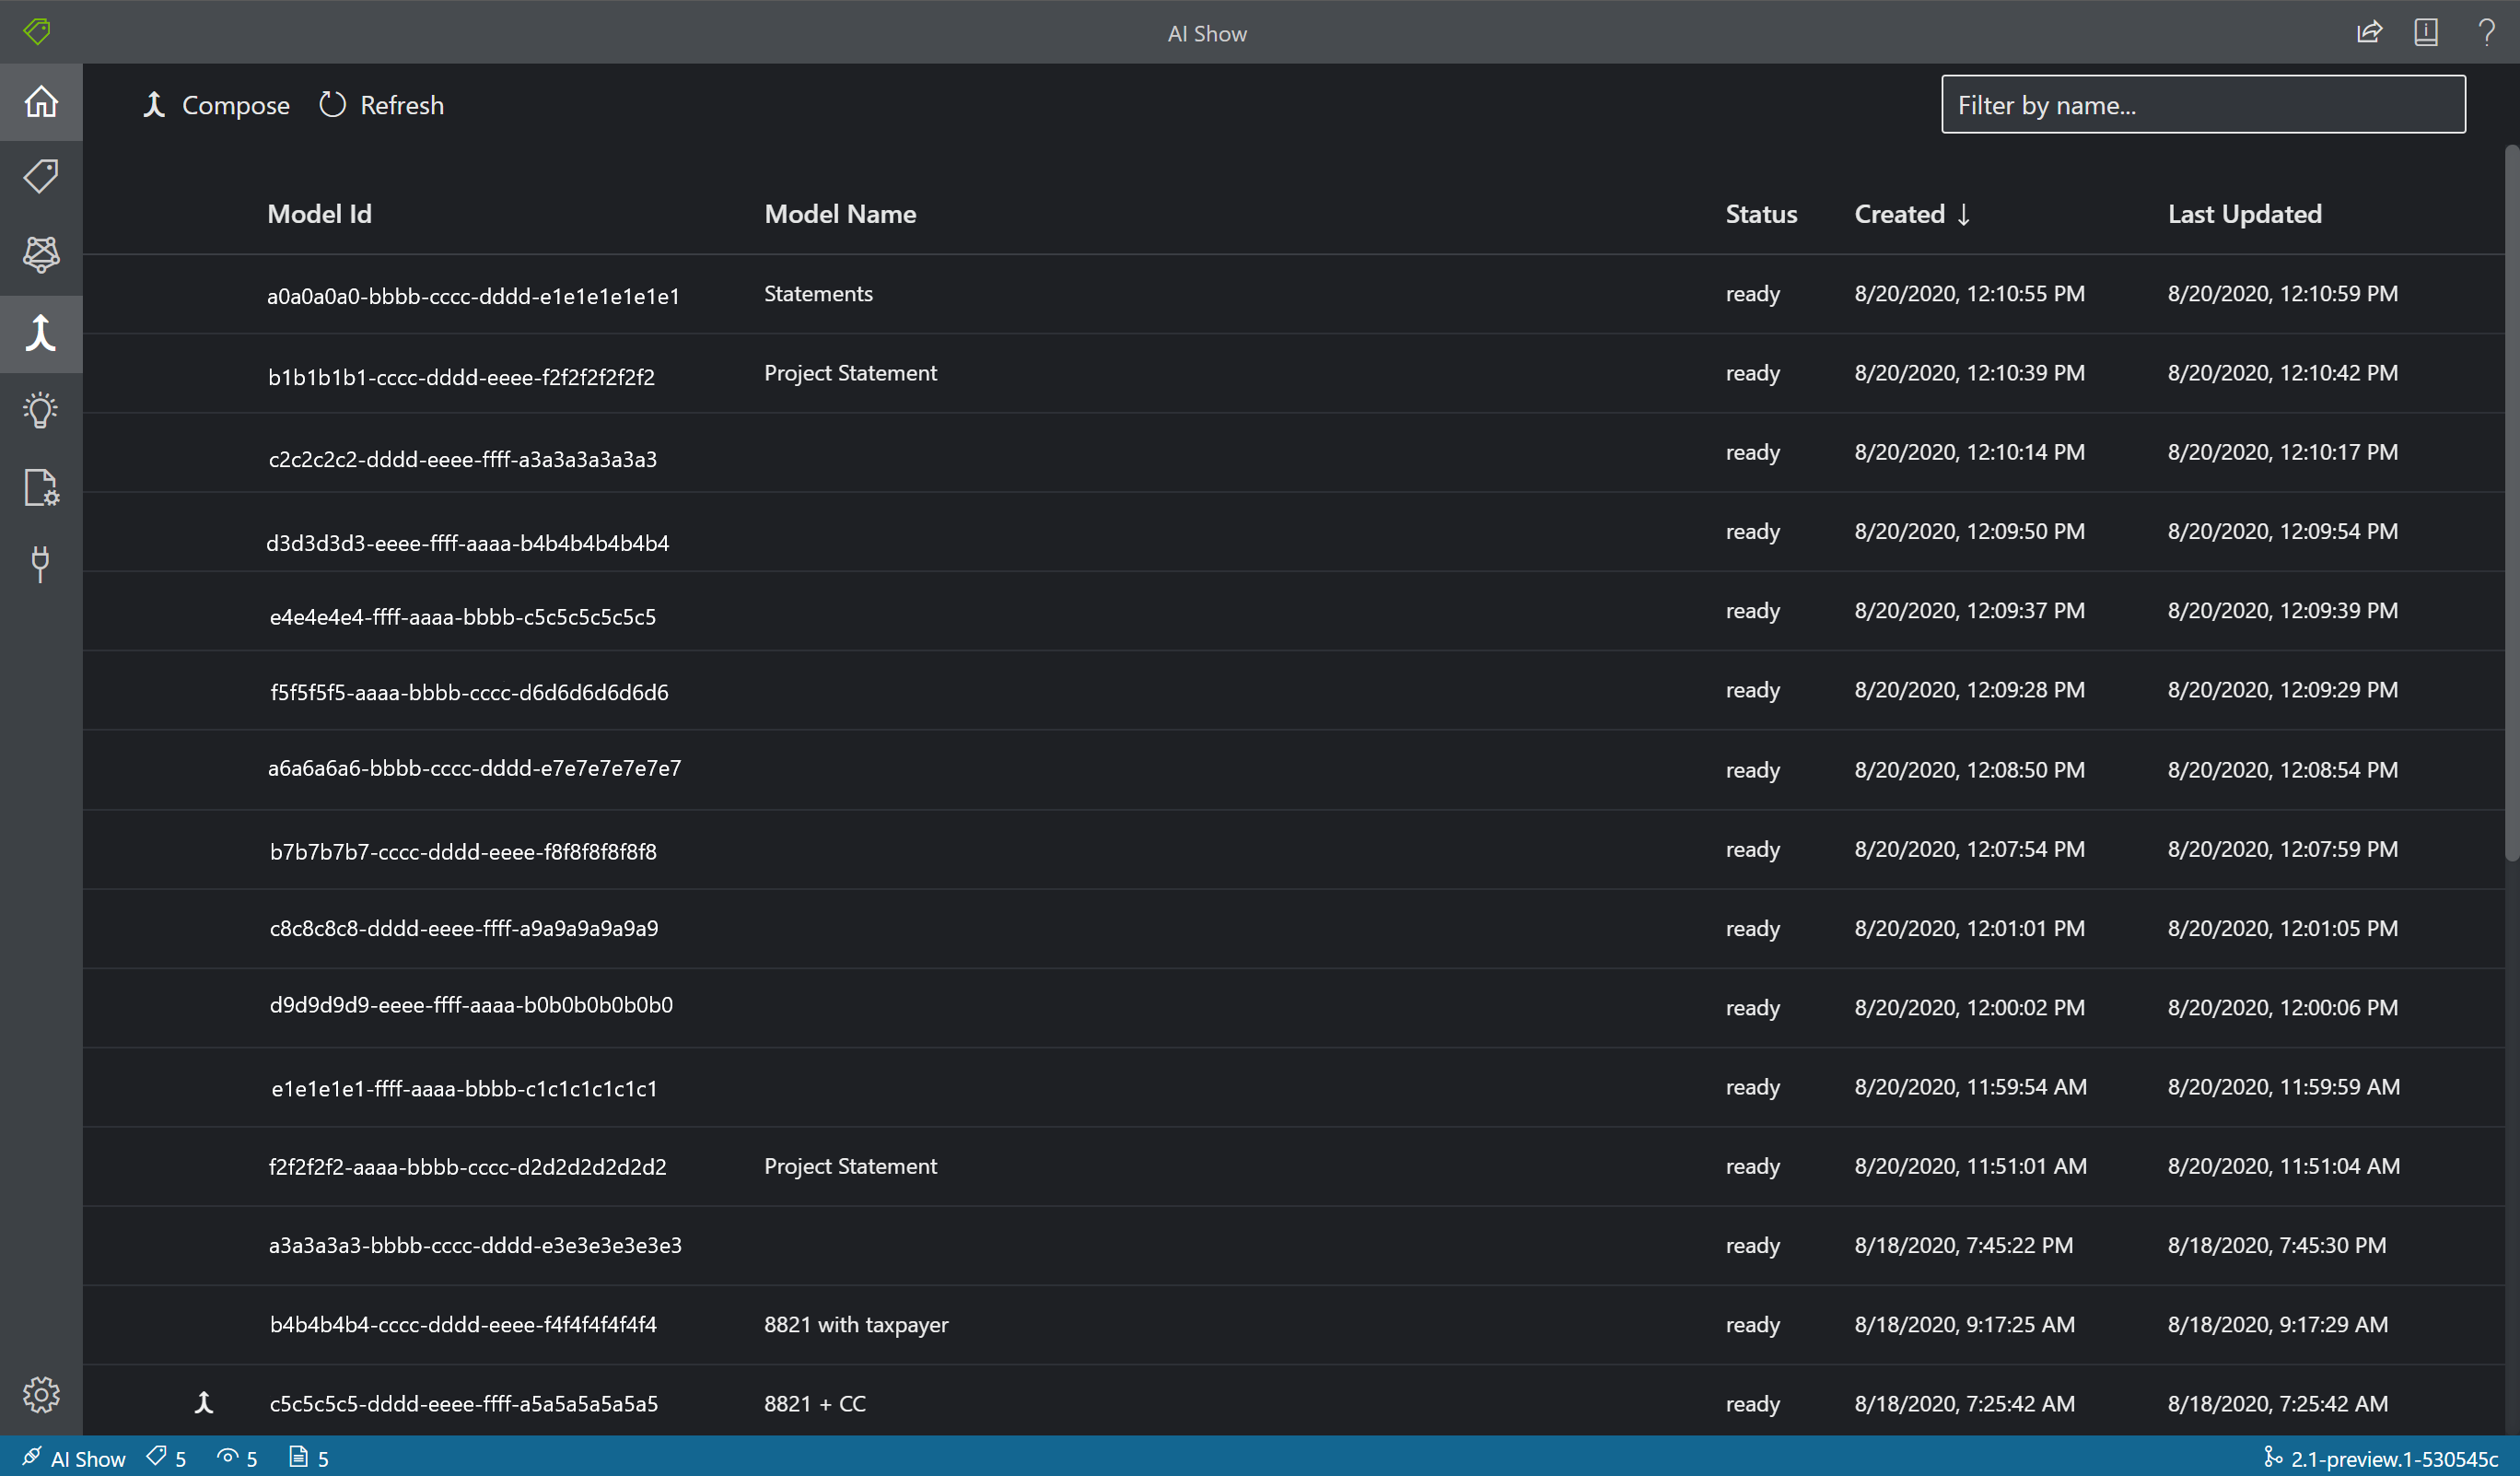 AI Show
Compose Refresh Filter by name...
Model Id Model Name Status Created ↓ Last Updated
a0a0a0a0-bbbb-cccc-dddd-e1e1e1e1e1e1 Statements ready 8/20/2020, 12:10:55 PM 8/20/2020, 12:10:59 PM
b1b1b1b1-cccc-dddd-eeee-f2f2f2f2f2f2 Project Statement ready 8/20/2020, 12:10:39 PM 8/20/2020, 12:10:42 PM
c2c2c2c2-dddd-eeee-ffff-a3a3a3a3a3a3 ready 8/20/2020, 12:10:14 PM 8/20/2020, 12:10:17 PM
d3d3d3d3-eeee-ffff-aaaa-b4b4b4b4b4b4 ready 8/20/2020, 12:09:50 PM 8/20/2020, 12:09:54 PM
e4e4e4e4-ffff-aaaa-bbbb-c5c5c5c5c5c5 ready 8/20/2020, 12:09:37 PM 8/20/2020, 12:09:39 PM
f5f5f5f5-aaaa-bbbb-cccc-d6d6d6d6d6d6 ready 8/20/2020, 12:09:28 PM 8/20/2020, 12:09:29 PM
a6a6a6a6-bbbb-cccc-dddd-e7e7e7e7e7e7 ready 8/20/2020, 12:08:50 PM 8/20/2020, 12:08:54 PM
b7b7b7b7-cccc-dddd-eeee-f8f8f8f8f8f8 ready 8/20/2020, 12:07:54 PM 8/20/2020, 12:07:59 PM
c8c8c8c8-dddd-eeee-ffff-a9a9a9a9a9a9 ready 8/20/2020, 12:01:01 PM 8/20/2020, 12:01:05 PM
d9d9d9d9-eeee-ffff-aaaa-b0b0b0b0b0b0 ready 8/20/2020, 12:00:02 PM 8/20/2020, 12:00:06 PM
e1e1e1e1-ffff-aaaa-bbbb-c1c1c1c1c1c1 ready 8/20/2020, 11:59:54 AM 8/20/2020, 11:59:59 AM
f2f2f2f2-aaaa-bbbb-cccc-d2d2d2d2d2d2 Project Statement ready 8/20/2020, 11:51:01 AM 8/20/2020, 11:51:04 AM
a3a3a3a3-bbbb-cccc-dddd-e3e3e3e3e3e3 ready 8/18/2020, 7:45:22 PM 8/18/2020, 7:45:30 PM
b4b4b4b4-cccc-dddd-eeee-f4f4f4f4f4f4 8821 with taxpayer ready 8/18/2020, 9:17:25 AM 8/18/2020, 9:17:29 AM
c5c5c5c5-dddd-eeee-ffff-a5a5a5a5a5a5 8821 + CC ready 8/18/2020, 7:25:42 AM 8/18/2020, 7:25:42 AM
AI Show 5 5 5 2.1-preview.1-530545c